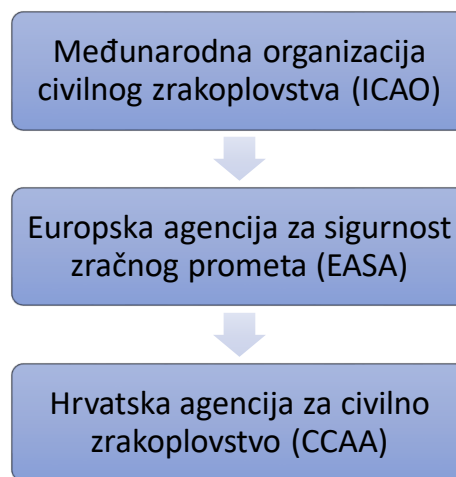 Međunarodna organizacija
civilnog zrakoplovstva (ICAO)
Europska agencija za sigurnost
zračnog prometa (EASA)
Hrvatska agencija za civilno
zrakoplovstvo (CCAA)